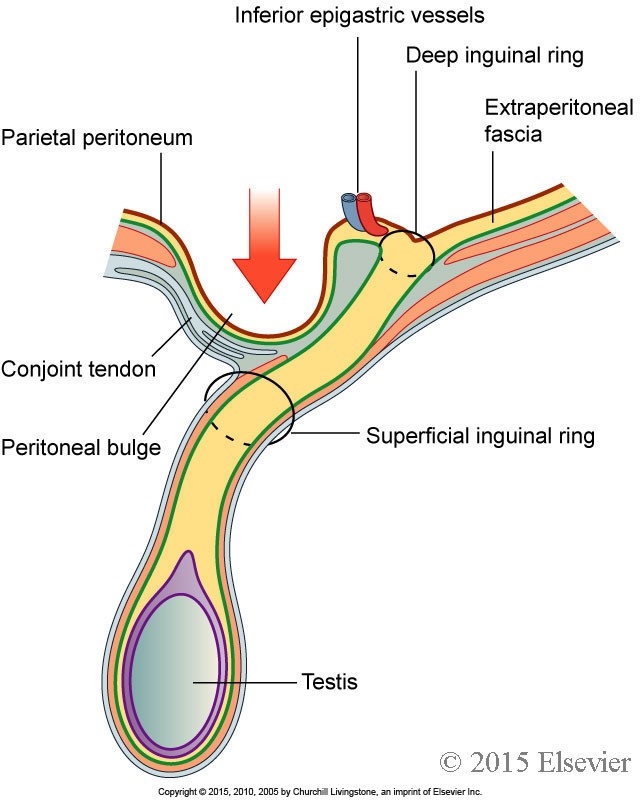 Inferior epigastric vessels
Deep inguinal ring
Extraperitoneal
fascia
Parietal peritoneum
Conjoint tendon
Peritoneal bulge
Superficial inguinal ring
Testis
© 2015 Elsevier
Copyright © 2015, 2010, 2005 by Churchill Livingstone, an imprint of Elsevier Inc.